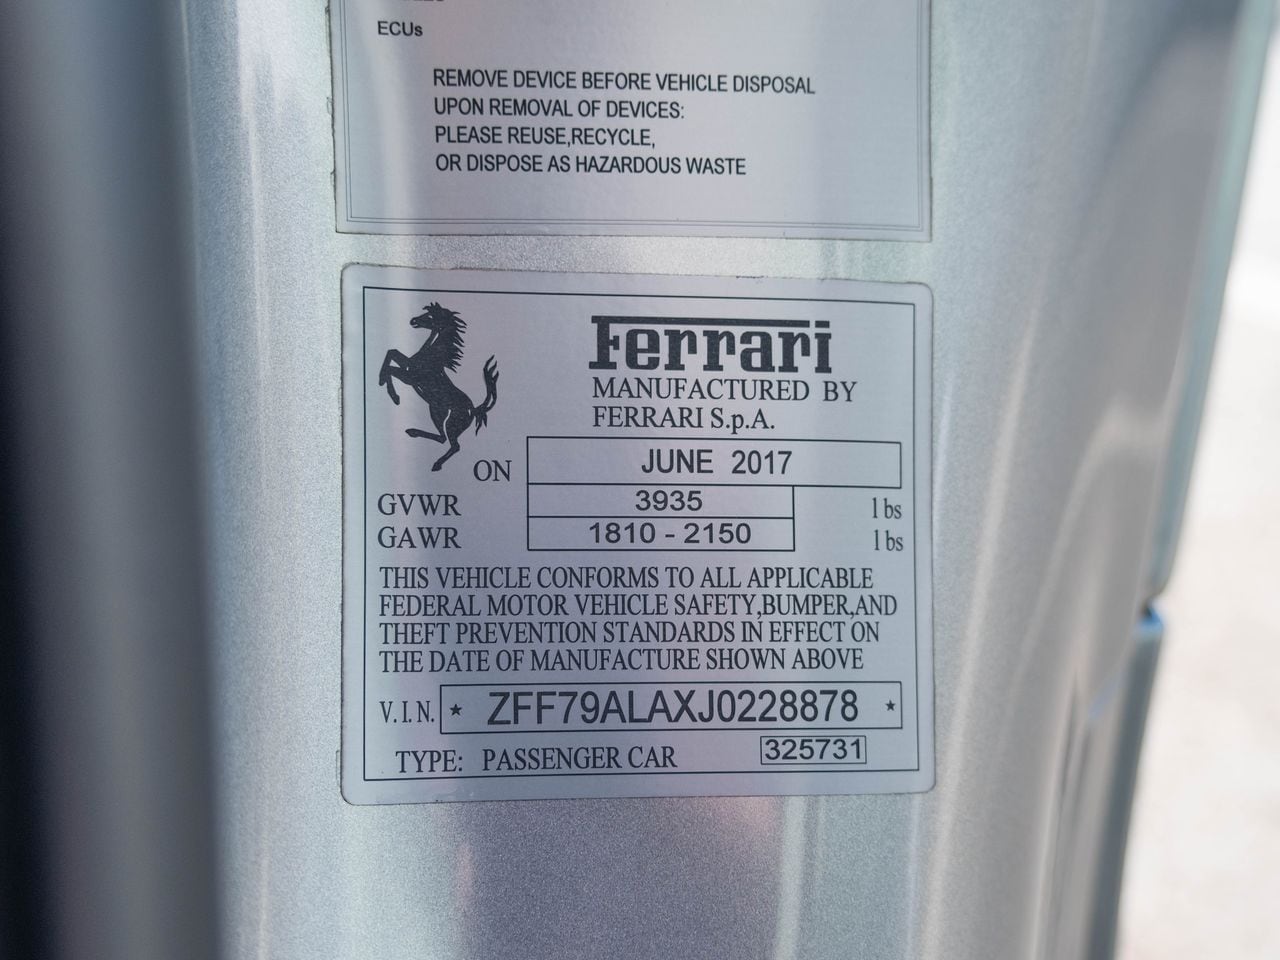 ECUs
REMOVE DEVICE BEFORE VEHICLE DISPOSAL
UPON REMOVAL OF DEVICES:
PLEASE REUSE,RECYCLE,
OR DISPOSE AS HAZARDOUS WASTE
Ferrari
MANUFACTURED BY
FERRARI S.p.A.
ON JUNE 2017
GVWR 3935 lbs
GAWR 1810 - 2150 lbs
THIS VEHICLE CONFORMS TO ALL APPLICABLE
FEDERAL MOTOR VEHICLE SAFETY,BUMPER,AND
THEFT PREVENTION STANDARDS IN EFFECT ON
THE DATE OF MANUFACTURE SHOWN ABOVE
V.I.N. * ZFF79ALAXJ0228878 *
TYPE: PASSENGER CAR 325731